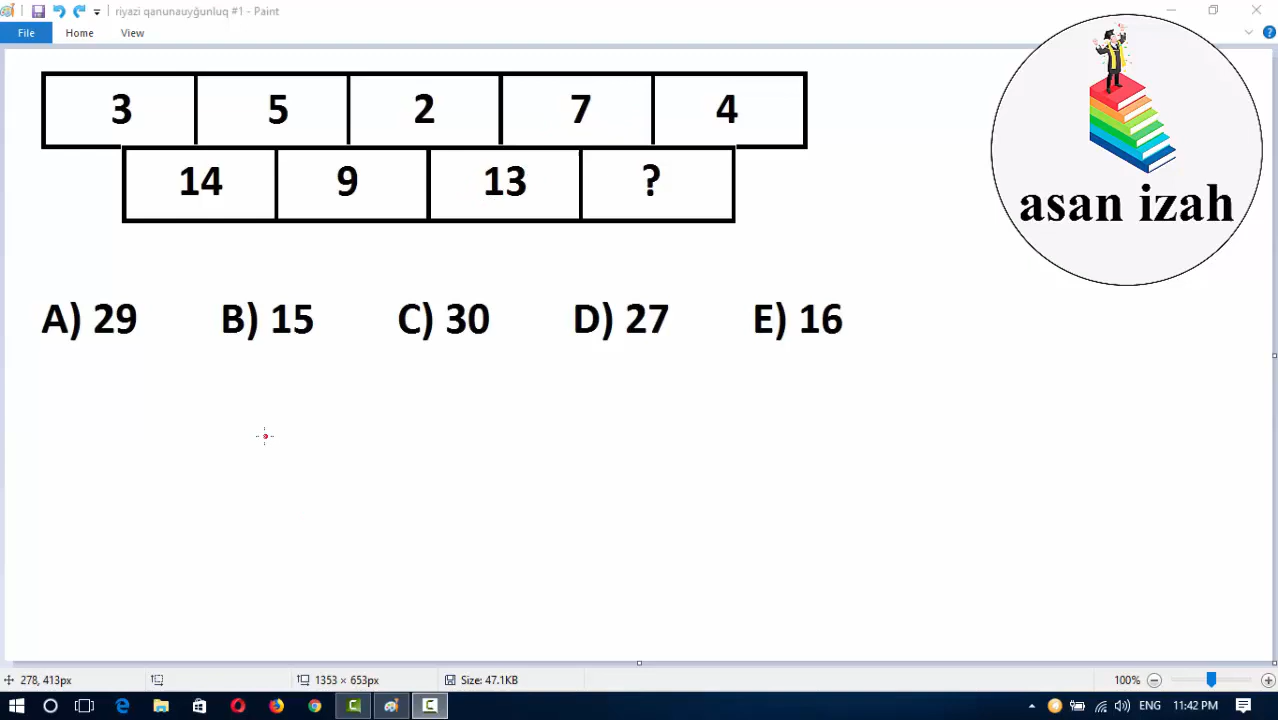 riyazi qanunauyğunluq #1 - Paint
File Home View
3 5 2 7 4
14 9 13 ?
asan izah
A) 29 B) 15 C) 30 D) 27 E) 16
278, 413px 1353 × 653px Size: 47.1KB 100%
ENG 11:42 PM